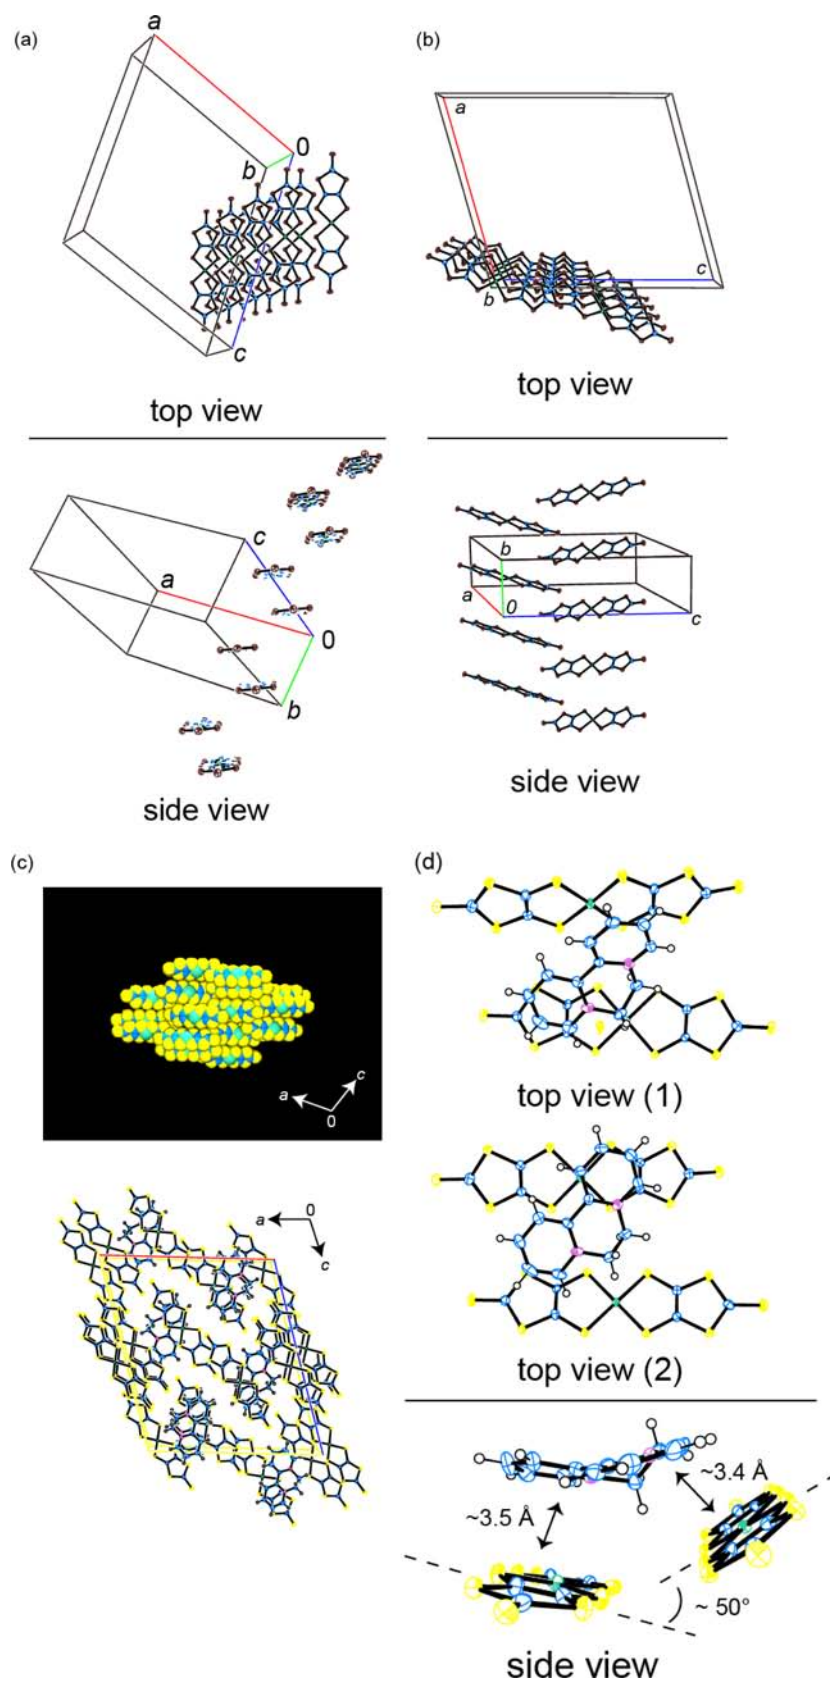 (a)
a
0
b
c
top view
c
a
0
b
side view
(b)
a
c
b
top view
b
a
0
c
side view
(c)
a
c
0
a
0
c
(d)
top view (1)
top view (2)
~3.5 Å
~3.4 Å
~ 50°
side view